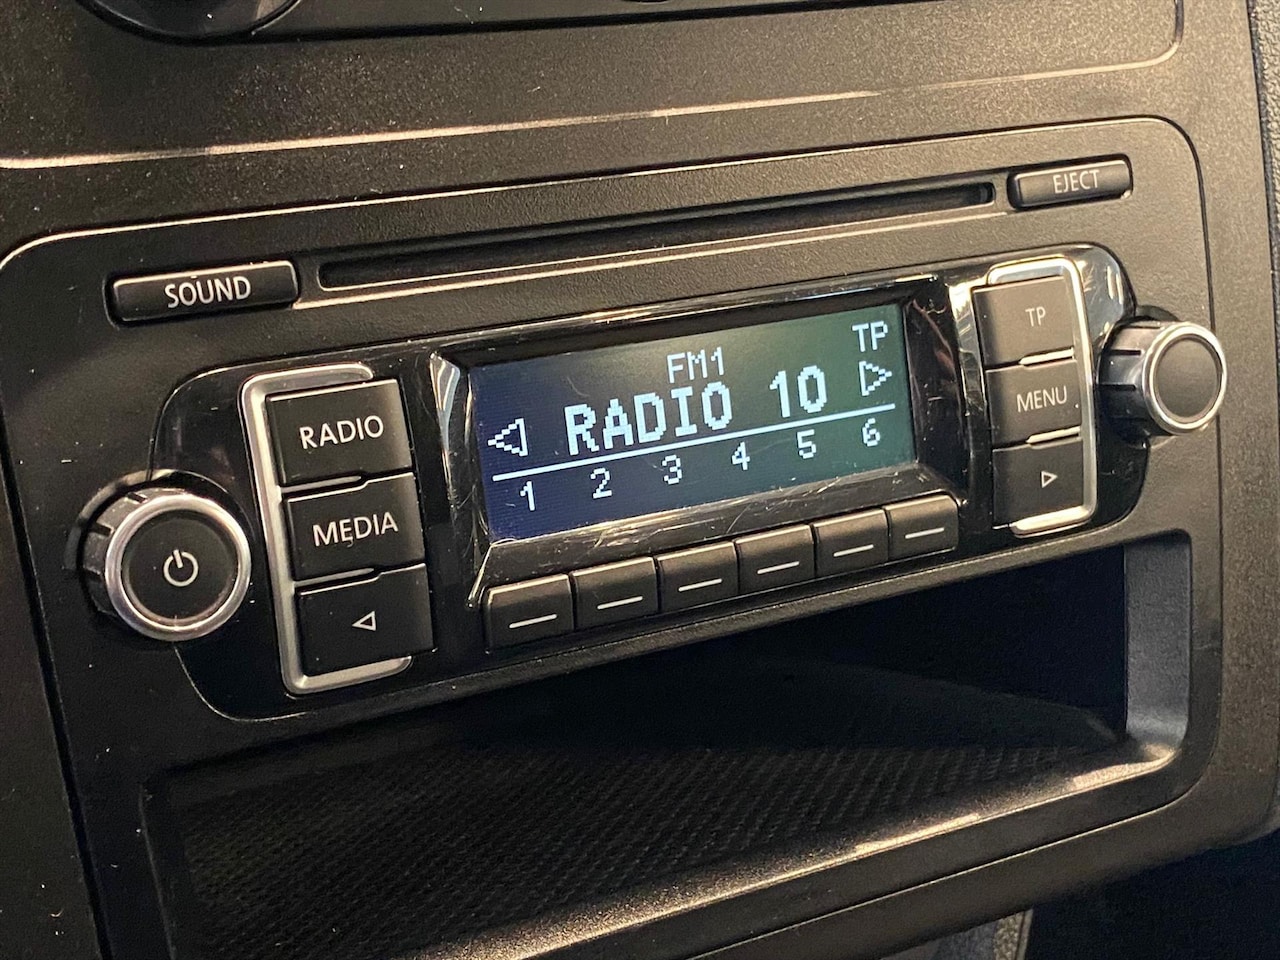 EJECT
SOUND
TP
FM1
RADIO 10
1 2 3 4 5 6
RADIO
MEDIA
TP
MENU